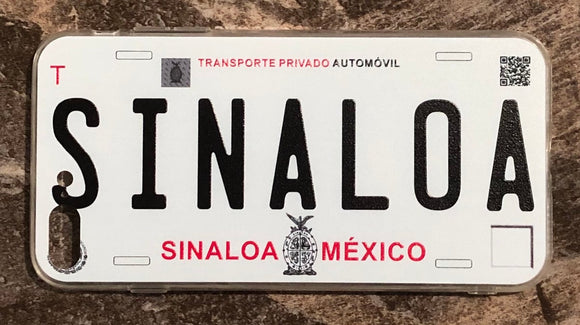 TRANSPORTE PRIVADO AUTOMÓVIL
T
SINALOA
SINALOA MÉXICO